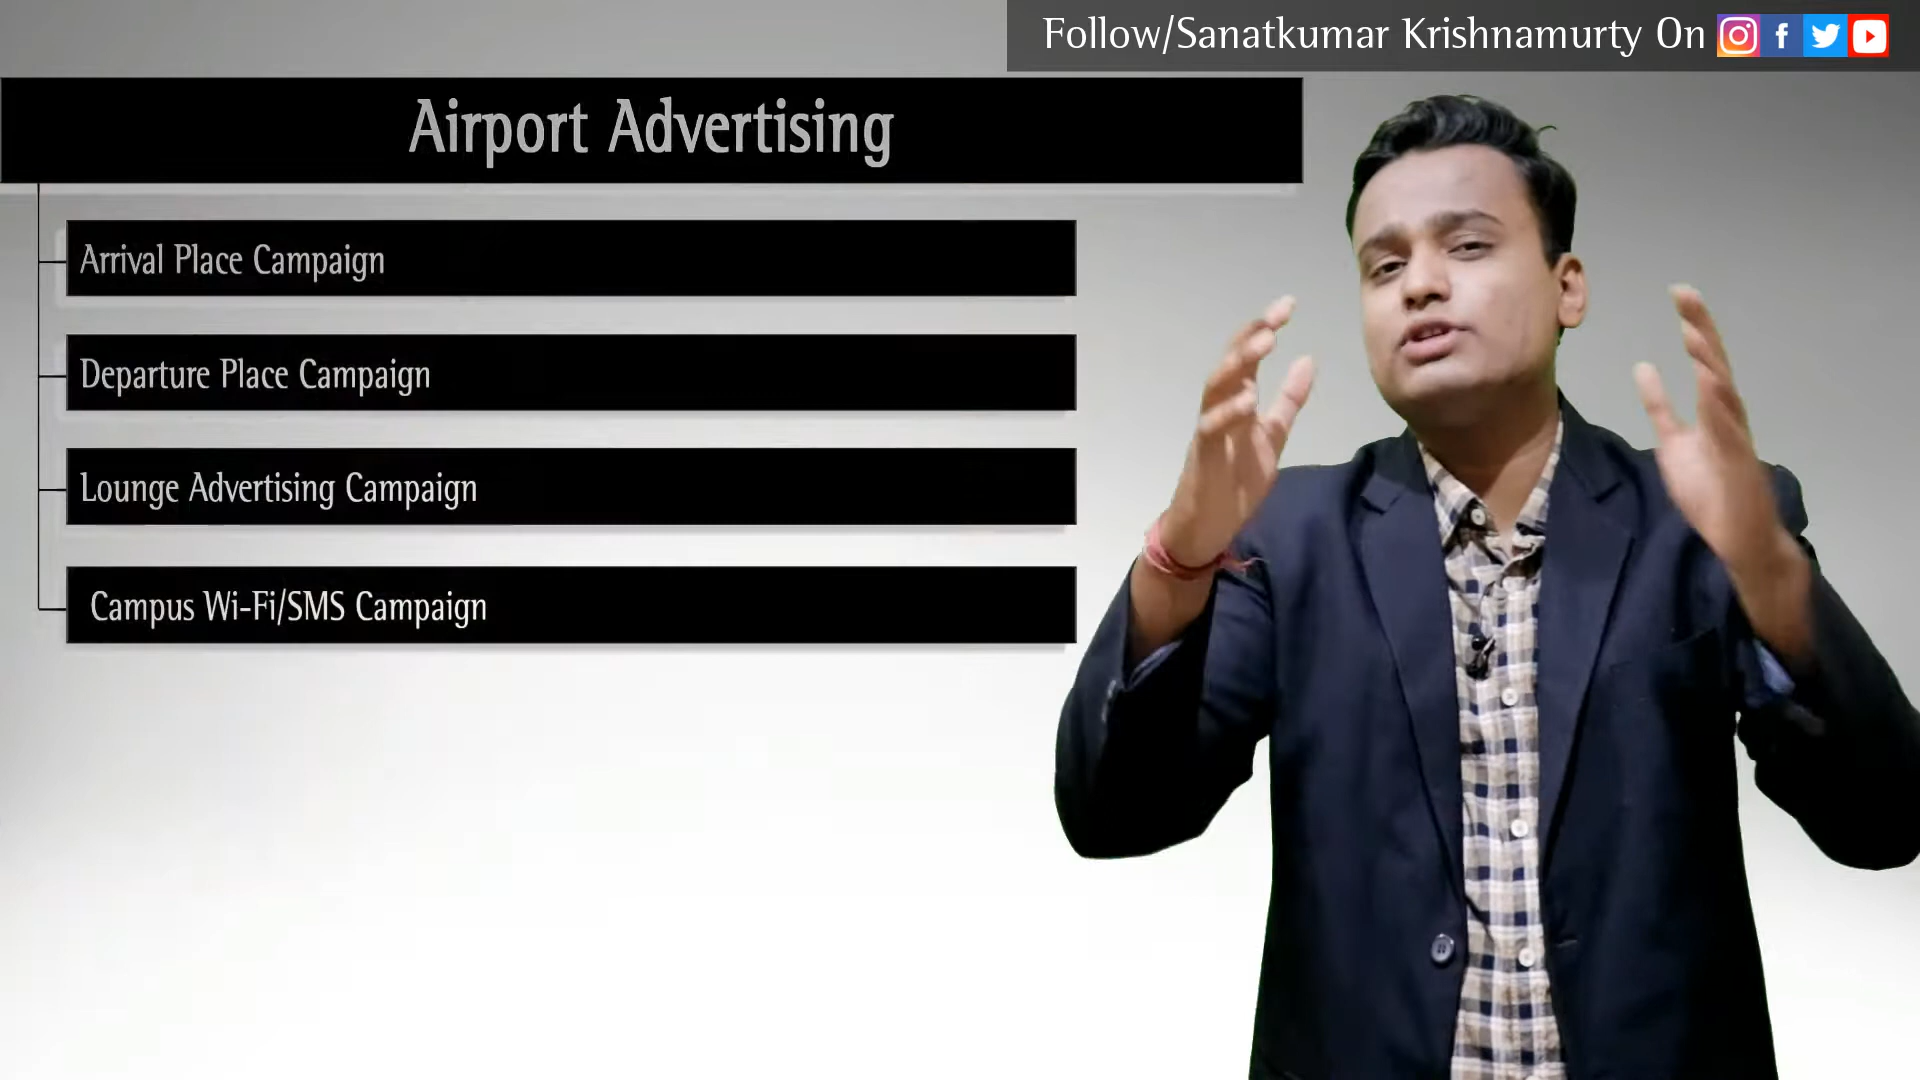 Follow/Sanatkumar Krishnamurty On
Airport Advertising
Arrival Place Campaign
Departure Place Campaign
Lounge Advertising Campaign
Campus Wi-Fi/SMS Campaign